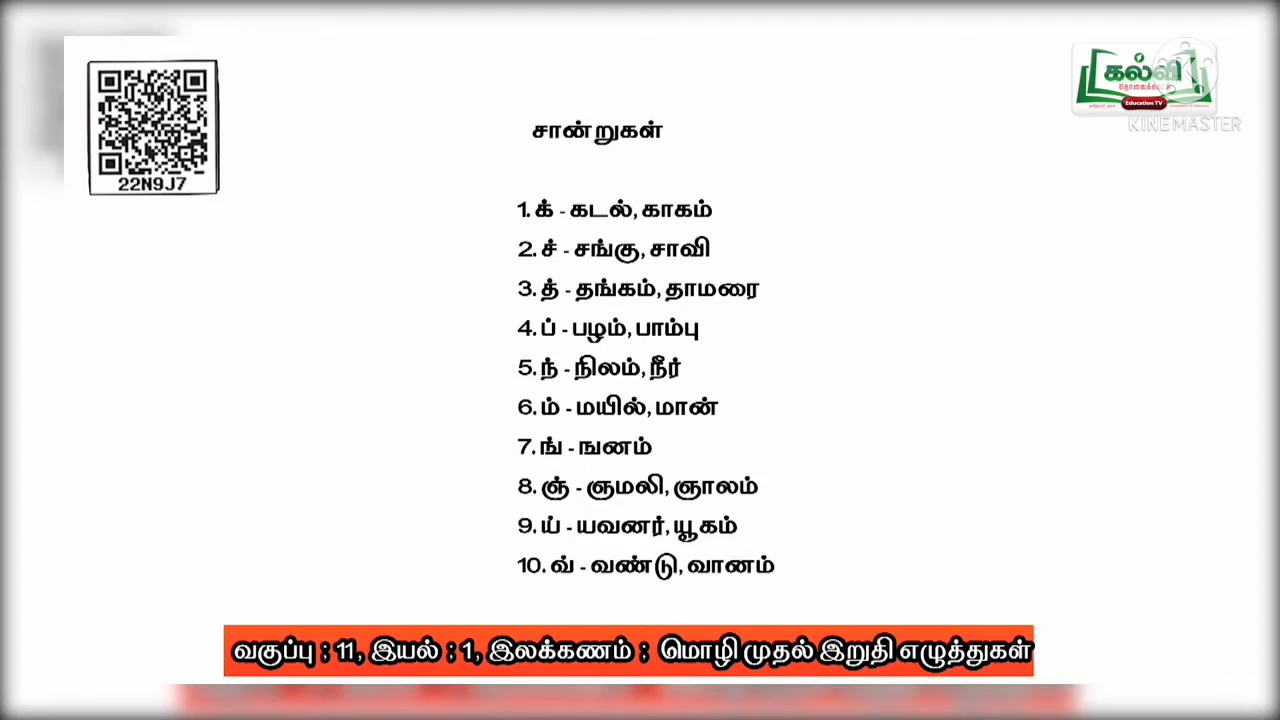 கல்வி
Education TV
KINEMASTER
22N9J7
சான்றுகள்
1. க் - கடல், காகம்
2. ச் - சங்கு, சாவி
3. த் - தங்கம், தாமரை
4. ப் - பழம், பாம்பு
5. ந் - நிலம், நீர்
6. ம் - மயில், மான்
7. ங் - ஙனம்
8. ஞ் - ஞமலி, ஞாலம்
9. ய் - யவனர், யூகம்
10. வ் - வண்டு, வானம்
வகுப்பு : 11, இயல் : 1, இலக்கணம் : மொழி முதல் இறுதி எழுத்துகள்